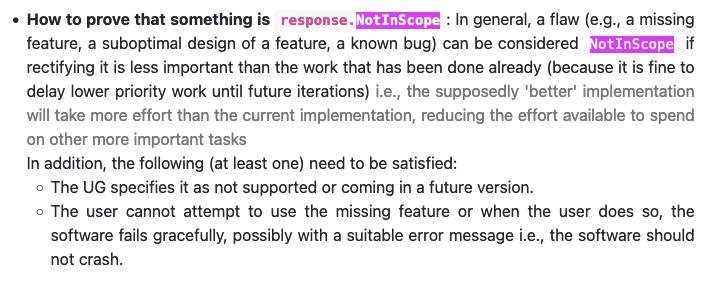 • How to prove that something is response.NotInScope : In general, a flaw (e.g., a missing
feature, a suboptimal design of a feature, a known bug) can be considered NotInScope if
rectifying it is less important than the work that has been done already (because it is fine to
delay lower priority work until future iterations) i.e., the supposedly 'better' implementation
will take more effort than the current implementation, reducing the effort available to spend
on other more important tasks
In addition, the following (at least one) need to be satisfied:
○ The UG specifies it as not supported or coming in a future version.
○ The user cannot attempt to use the missing feature or when the user does so, the
software fails gracefully, possibly with a suitable error message i.e., the software should
not crash.